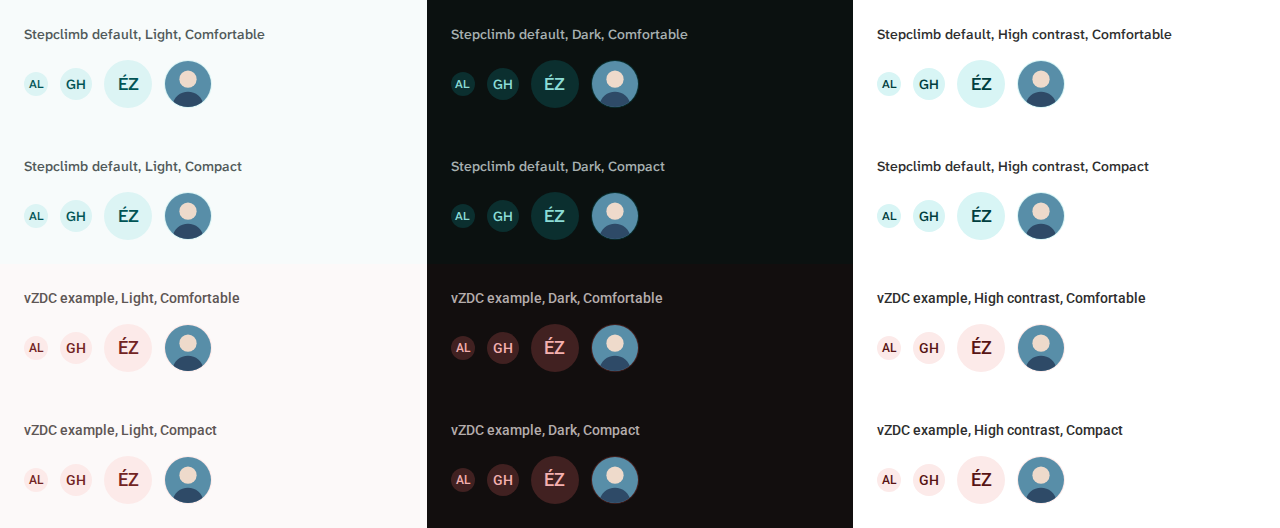 Stepclimb default, Light, Comfortable
AL GH ÉZ
Stepclimb default, Dark, Comfortable
AL GH ÉZ
Stepclimb default, High contrast, Comfortable
AL GH ÉZ
Stepclimb default, Light, Compact
AL GH ÉZ
Stepclimb default, Dark, Compact
AL GH ÉZ
Stepclimb default, High contrast, Compact
AL GH ÉZ
vZDC example, Light, Comfortable
AL GH ÉZ
vZDC example, Dark, Comfortable
AL GH ÉZ
vZDC example, High contrast, Comfortable
AL GH ÉZ
vZDC example, Light, Compact
AL GH ÉZ
vZDC example, Dark, Compact
AL GH ÉZ
vZDC example, High contrast, Compact
AL GH ÉZ